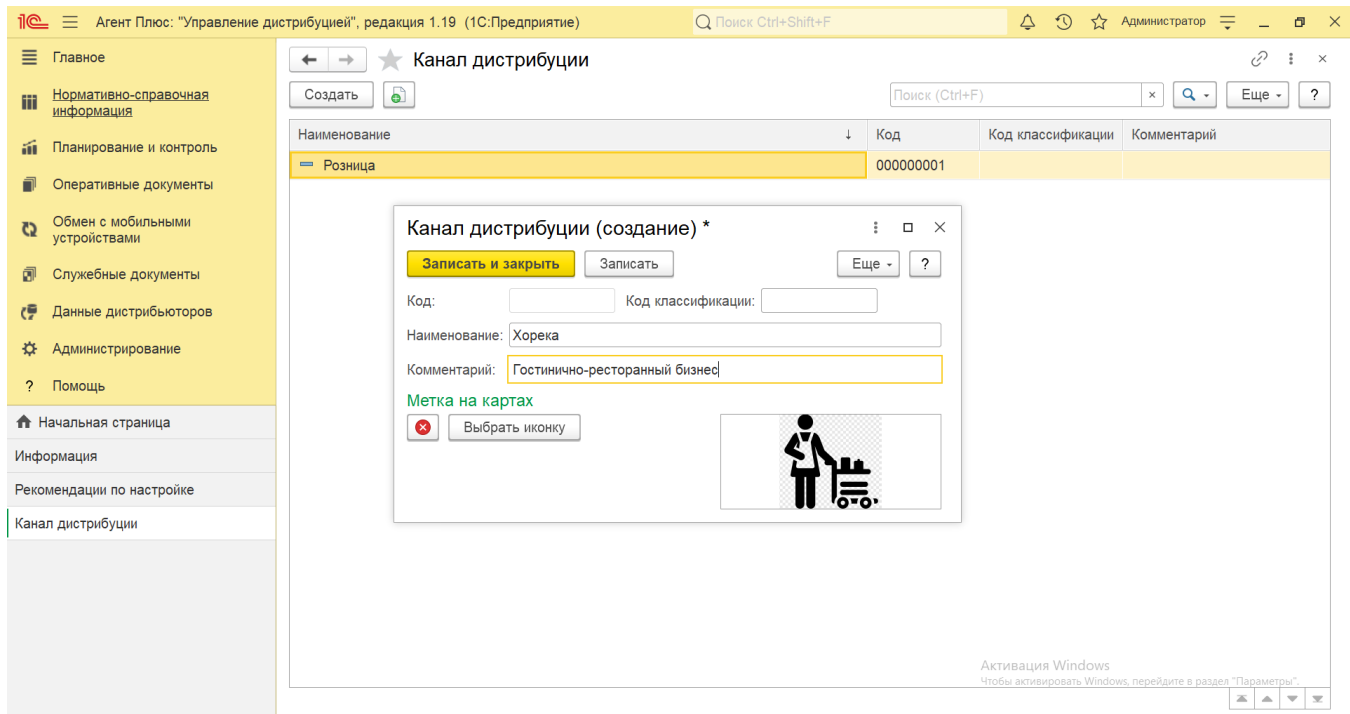 Агент Плюс: "Управление дистрибуцией", редакция 1.19 (1С:Предприятие)
Поиск Ctrl+Shift+F
Администратор
Главное
Нормативно-справочная
информация
Планирование и контроль
Оперативные документы
Обмен с мобильными
устройствами
Служебные документы
Данные дистрибьюторов
Администрирование
? Помощь
Начальная страница
Информация
Рекомендации по настройке
Канал дистрибуции
Канал дистрибуции
Создать
Поиск (Ctrl+F)
Еще
?
Наименование ↓ Код Код классификации Комментарий
Розница 000000001
Канал дистрибуции (создание) *
Записать и закрыть Записать Еще ?
Код: Код классификации:
Наименование: Хорека
Комментарий: Гостинично-ресторанный бизнес
Метка на картах
Выбрать иконку
Активация Windows
Чтобы активировать Windows, перейдите в раздел "Параметры".